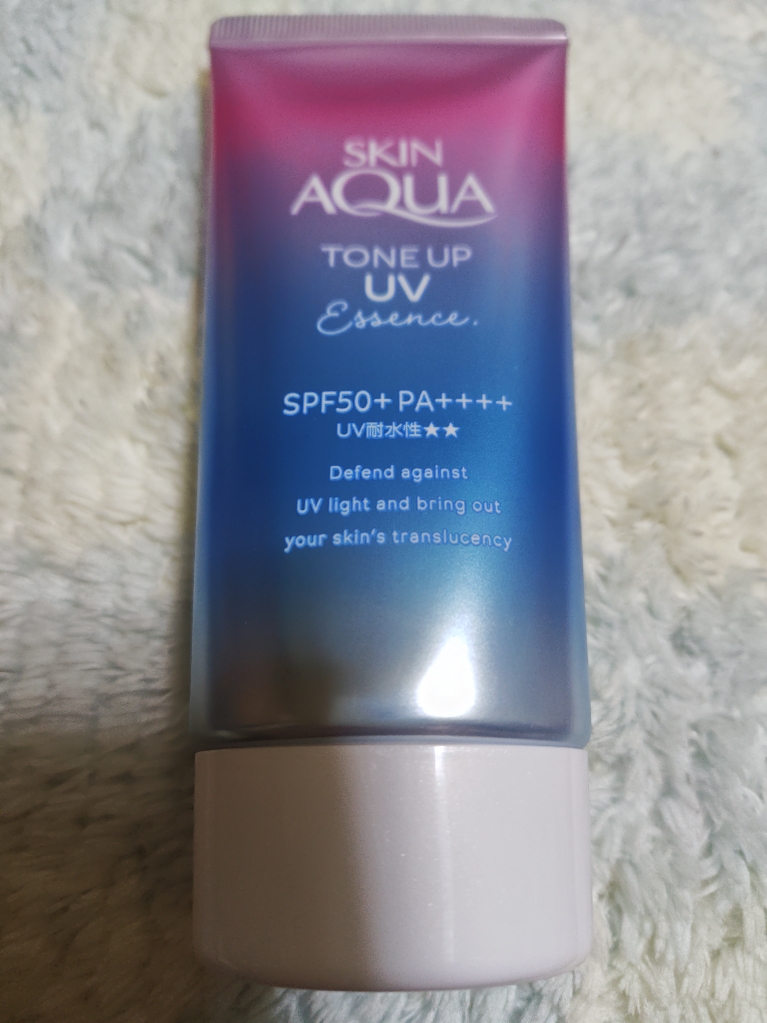 SKIN
AQUA
TONE UP
UV
Essence.
SPF50+ PA++++
UV耐水性★★
Defend against
UV light and bring out
your skin's translucency